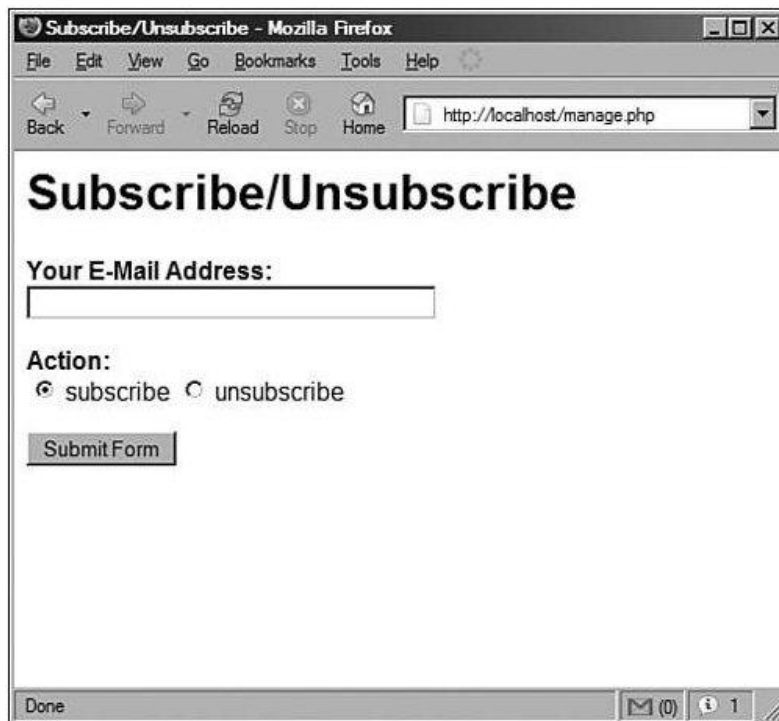 Subscribe/Unsubscribe - Mozilla Firefox
File Edit View Go Bookmarks Tools Help
Back Forward Reload Stop Home http://localhost/manage.php
Subscribe/Unsubscribe
Your E-Mail Address:
Action:
subscribe unsubscribe
Submit Form
Done (0) 1